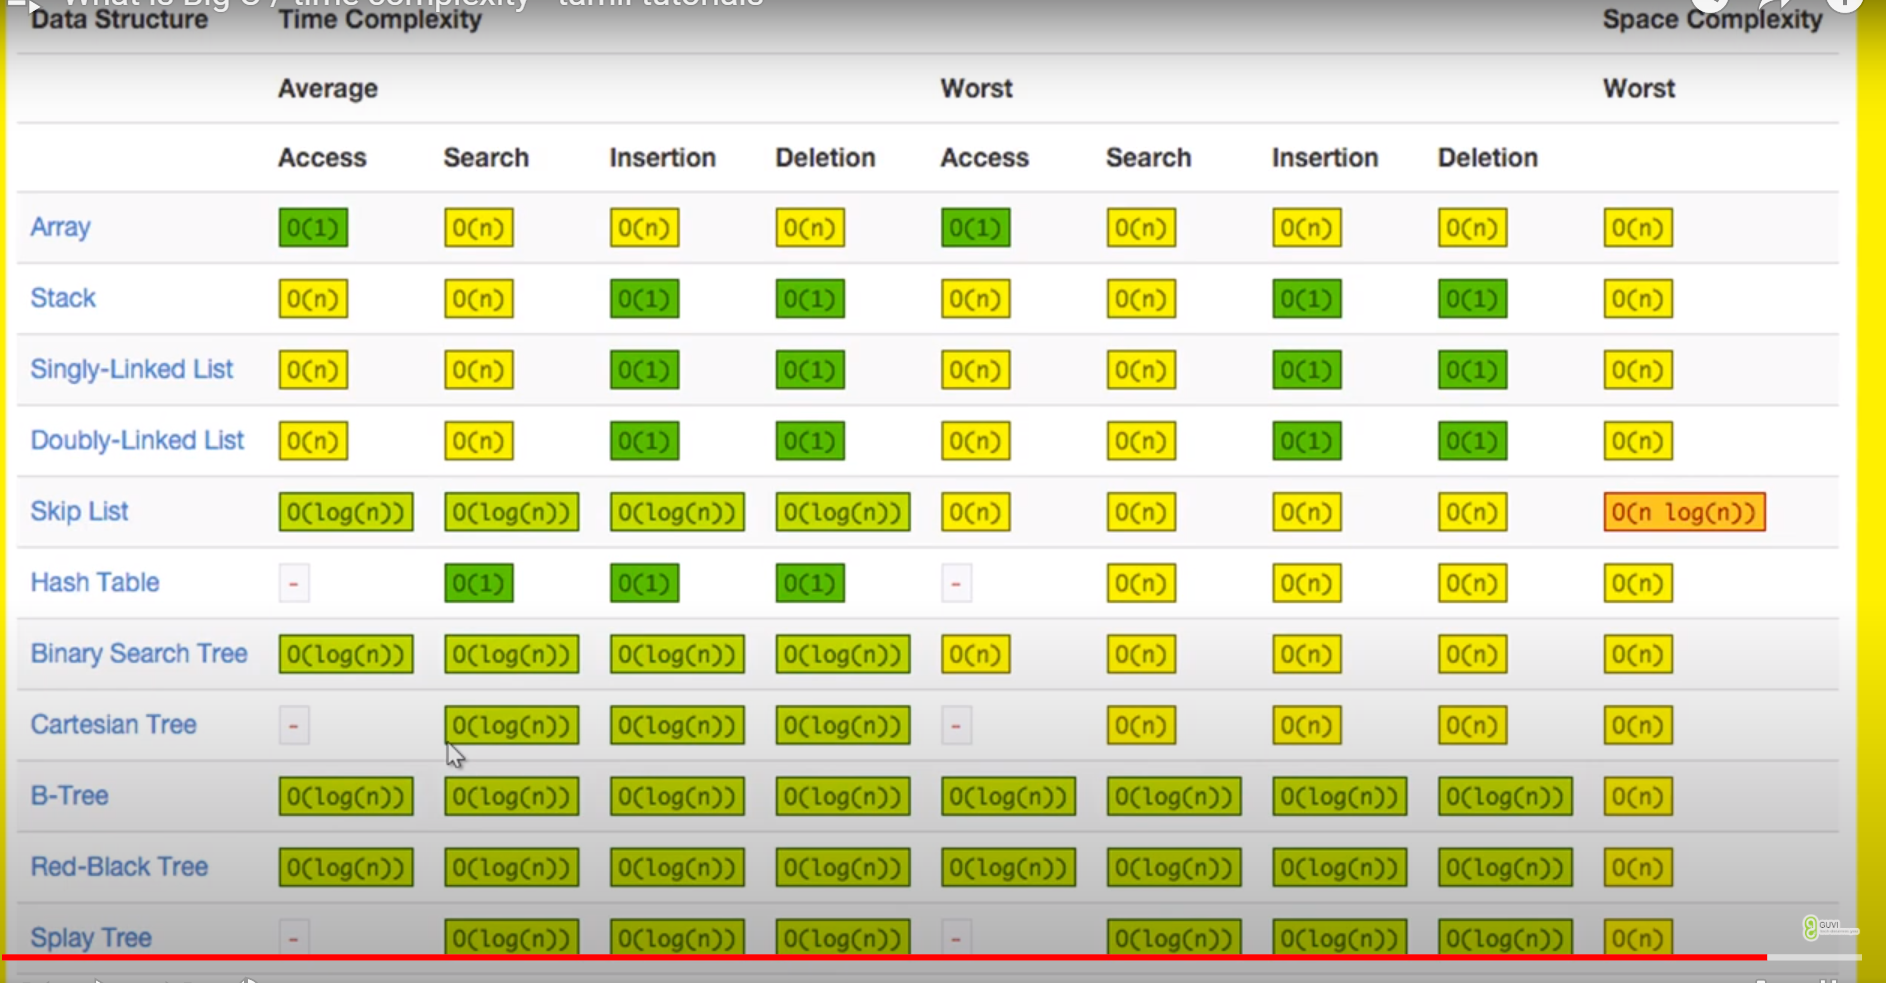 What is Big O / time complexity - tamil tutorials
Data Structure Time Complexity Space Complexity
Average Worst Worst
Access Search Insertion Deletion Access Search Insertion Deletion
Array O(1) O(n) O(n) O(n) O(1) O(n) O(n) O(n) O(n)
Stack O(n) O(n) O(1) O(1) O(n) O(n) O(1) O(1) O(n)
Singly-Linked List O(n) O(n) O(1) O(1) O(n) O(n) O(1) O(1) O(n)
Doubly-Linked List O(n) O(n) O(1) O(1) O(n) O(n) O(1) O(1) O(n)
Skip List O(log(n)) O(log(n)) O(log(n)) O(log(n)) O(n) O(n) O(n) O(n) O(n log(n))
Hash Table - O(1) O(1) O(1) - O(n) O(n) O(n) O(n)
Binary Search Tree O(log(n)) O(log(n)) O(log(n)) O(log(n)) O(n) O(n) O(n) O(n) O(n)
Cartesian Tree - O(log(n)) O(log(n)) O(log(n)) - O(n) O(n) O(n) O(n)
B-Tree O(log(n)) O(log(n)) O(log(n)) O(log(n)) O(log(n)) O(log(n)) O(log(n)) O(log(n)) O(n)
Red-Black Tree O(log(n)) O(log(n)) O(log(n)) O(log(n)) O(log(n)) O(log(n)) O(log(n)) O(log(n)) O(n)
Splay Tree - O(log(n)) O(log(n)) O(log(n)) - O(log(n)) O(log(n)) O(log(n)) O(n)
GUVI